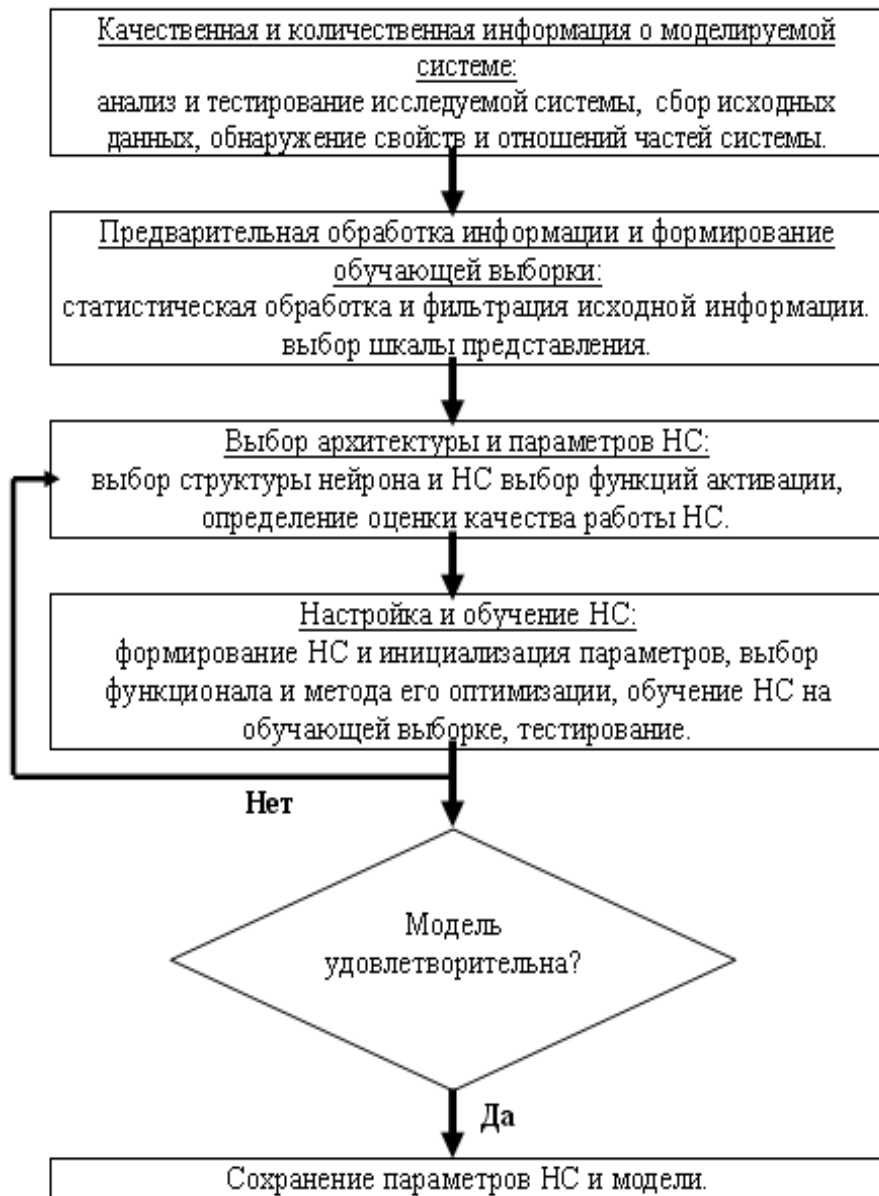 Качественная и количественная информация о моделируемой
системе:
анализ и тестирование исследуемой системы, сбор исходных
данных, обнаружение свойств и отношений частей системы.
Предварительная обработка информации и формирование
обучающей выборки:
статистическая обработка и фильтрация исходной информации.
выбор шкалы представления.
Выбор архитектуры и параметров НС:
выбор структуры нейрона и НС выбор функций активации,
определение оценки качества работы НС.
Настройка и обучение НС:
формирование НС и инициализация параметров, выбор
функционала и метода его оптимизации, обучение НС на
обучающей выборке, тестирование.
Нет
Модель
удовлетворительна?
Да
Сохранение параметров НС и модели.